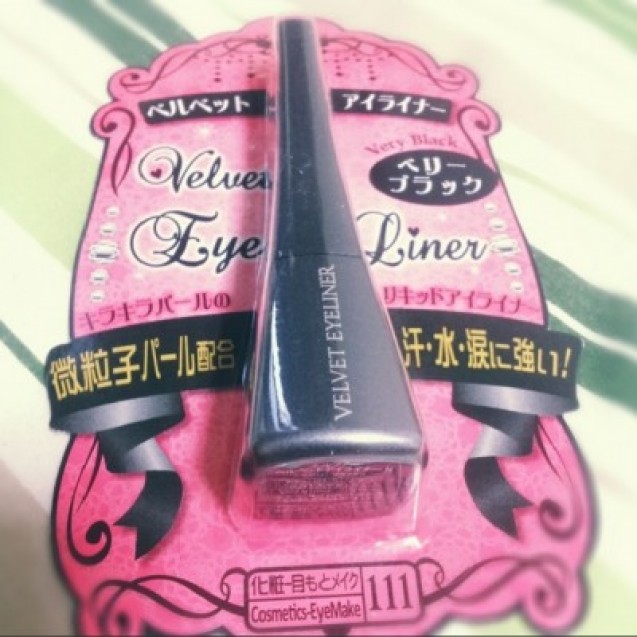 ベルベット アイライナー
Very Black
ベリー
ブラック
Velvet
Eye Liner
キラキラパールの リキッドアイライナ
微粒子パール配合 汗・水・涙に強い!
VELVET EYELINER
化粧-目もとメイク
Cosmetics-EyeMake
111